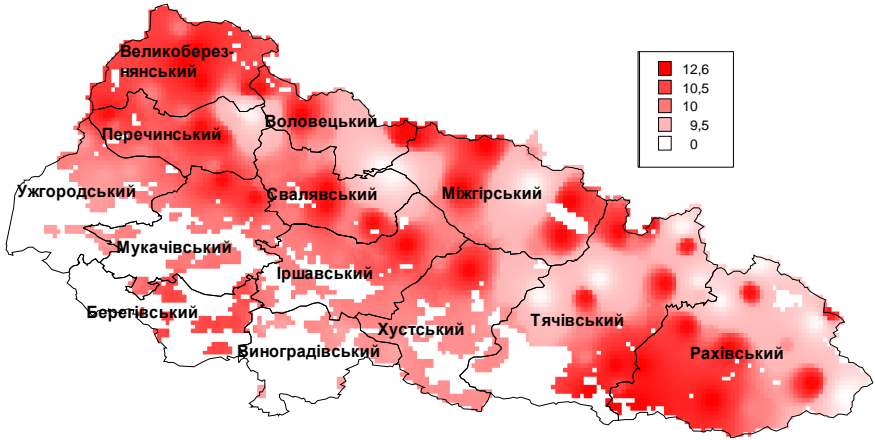 Великоберез-
нянський
Перечинський
Воловецький
Ужгородський
Свалявський
Міжгірський
Мукачівський
Іршавський
Берегівський
Виноградівський
Хустський
Тячівський
Рахівський
12,6
10,5
10
9,5
0